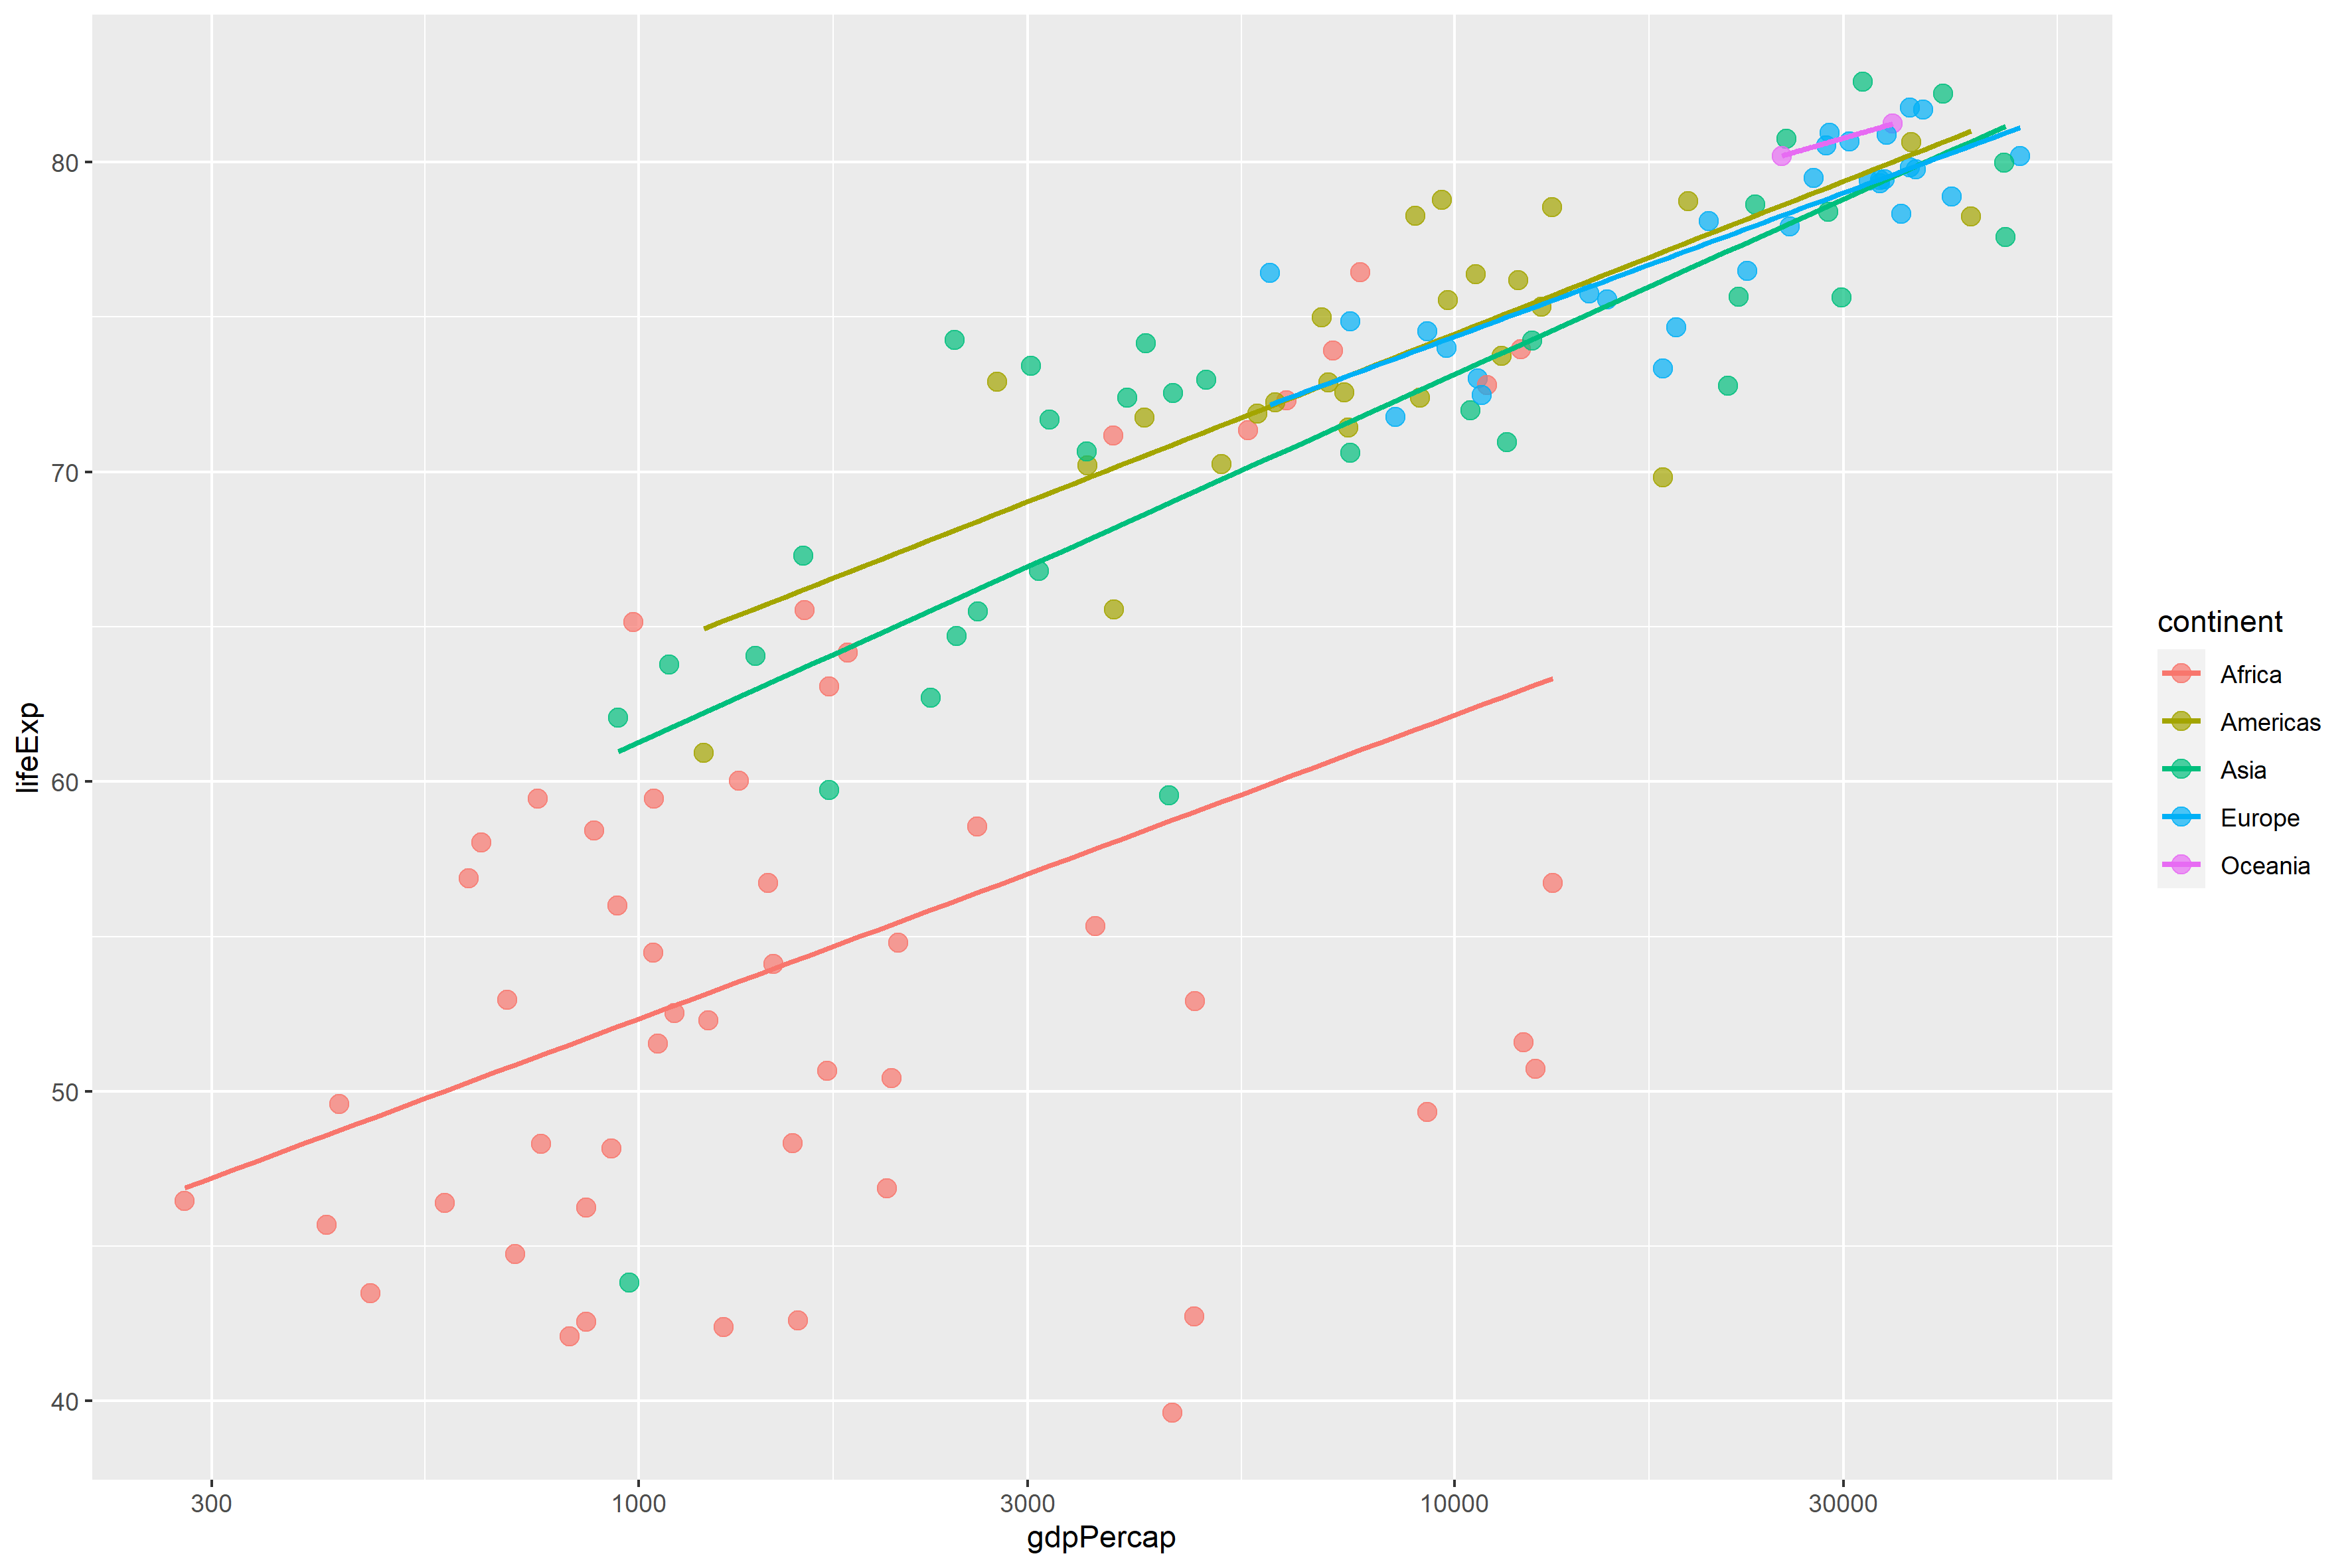 80
70
60
50
40
lifeExp
300
1000
3000
10000
30000
gdpPercap
continent
Africa
Americas
Asia
Europe
Oceania